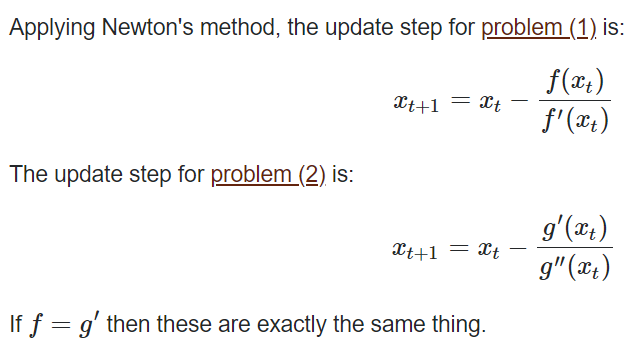 Applying Newton's method, the update step for problem (1) is:
x_{t+1} = x_t − \frac{f(x_t)}{f'(x_t)}
The update step for problem (2) is:
x_{t+1} = x_t − \frac{g'(x_t)}{g''(x_t)}
If f = g' then these are exactly the same thing.